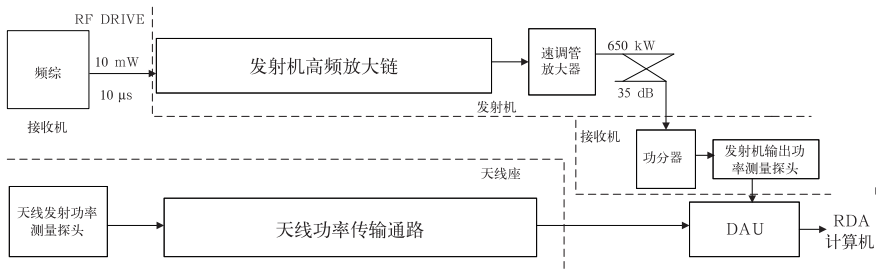 RF DRIVE
频综
10 mW
10 μs
发射机高频放大链
速调管
放大器
650 kW
35 dB
接收机
发射机
接收机
功分器
发射机输出功
率测量探头
天线座
天线发射功率
测量探头
天线功率传输通路
DAU
RDA
计算机